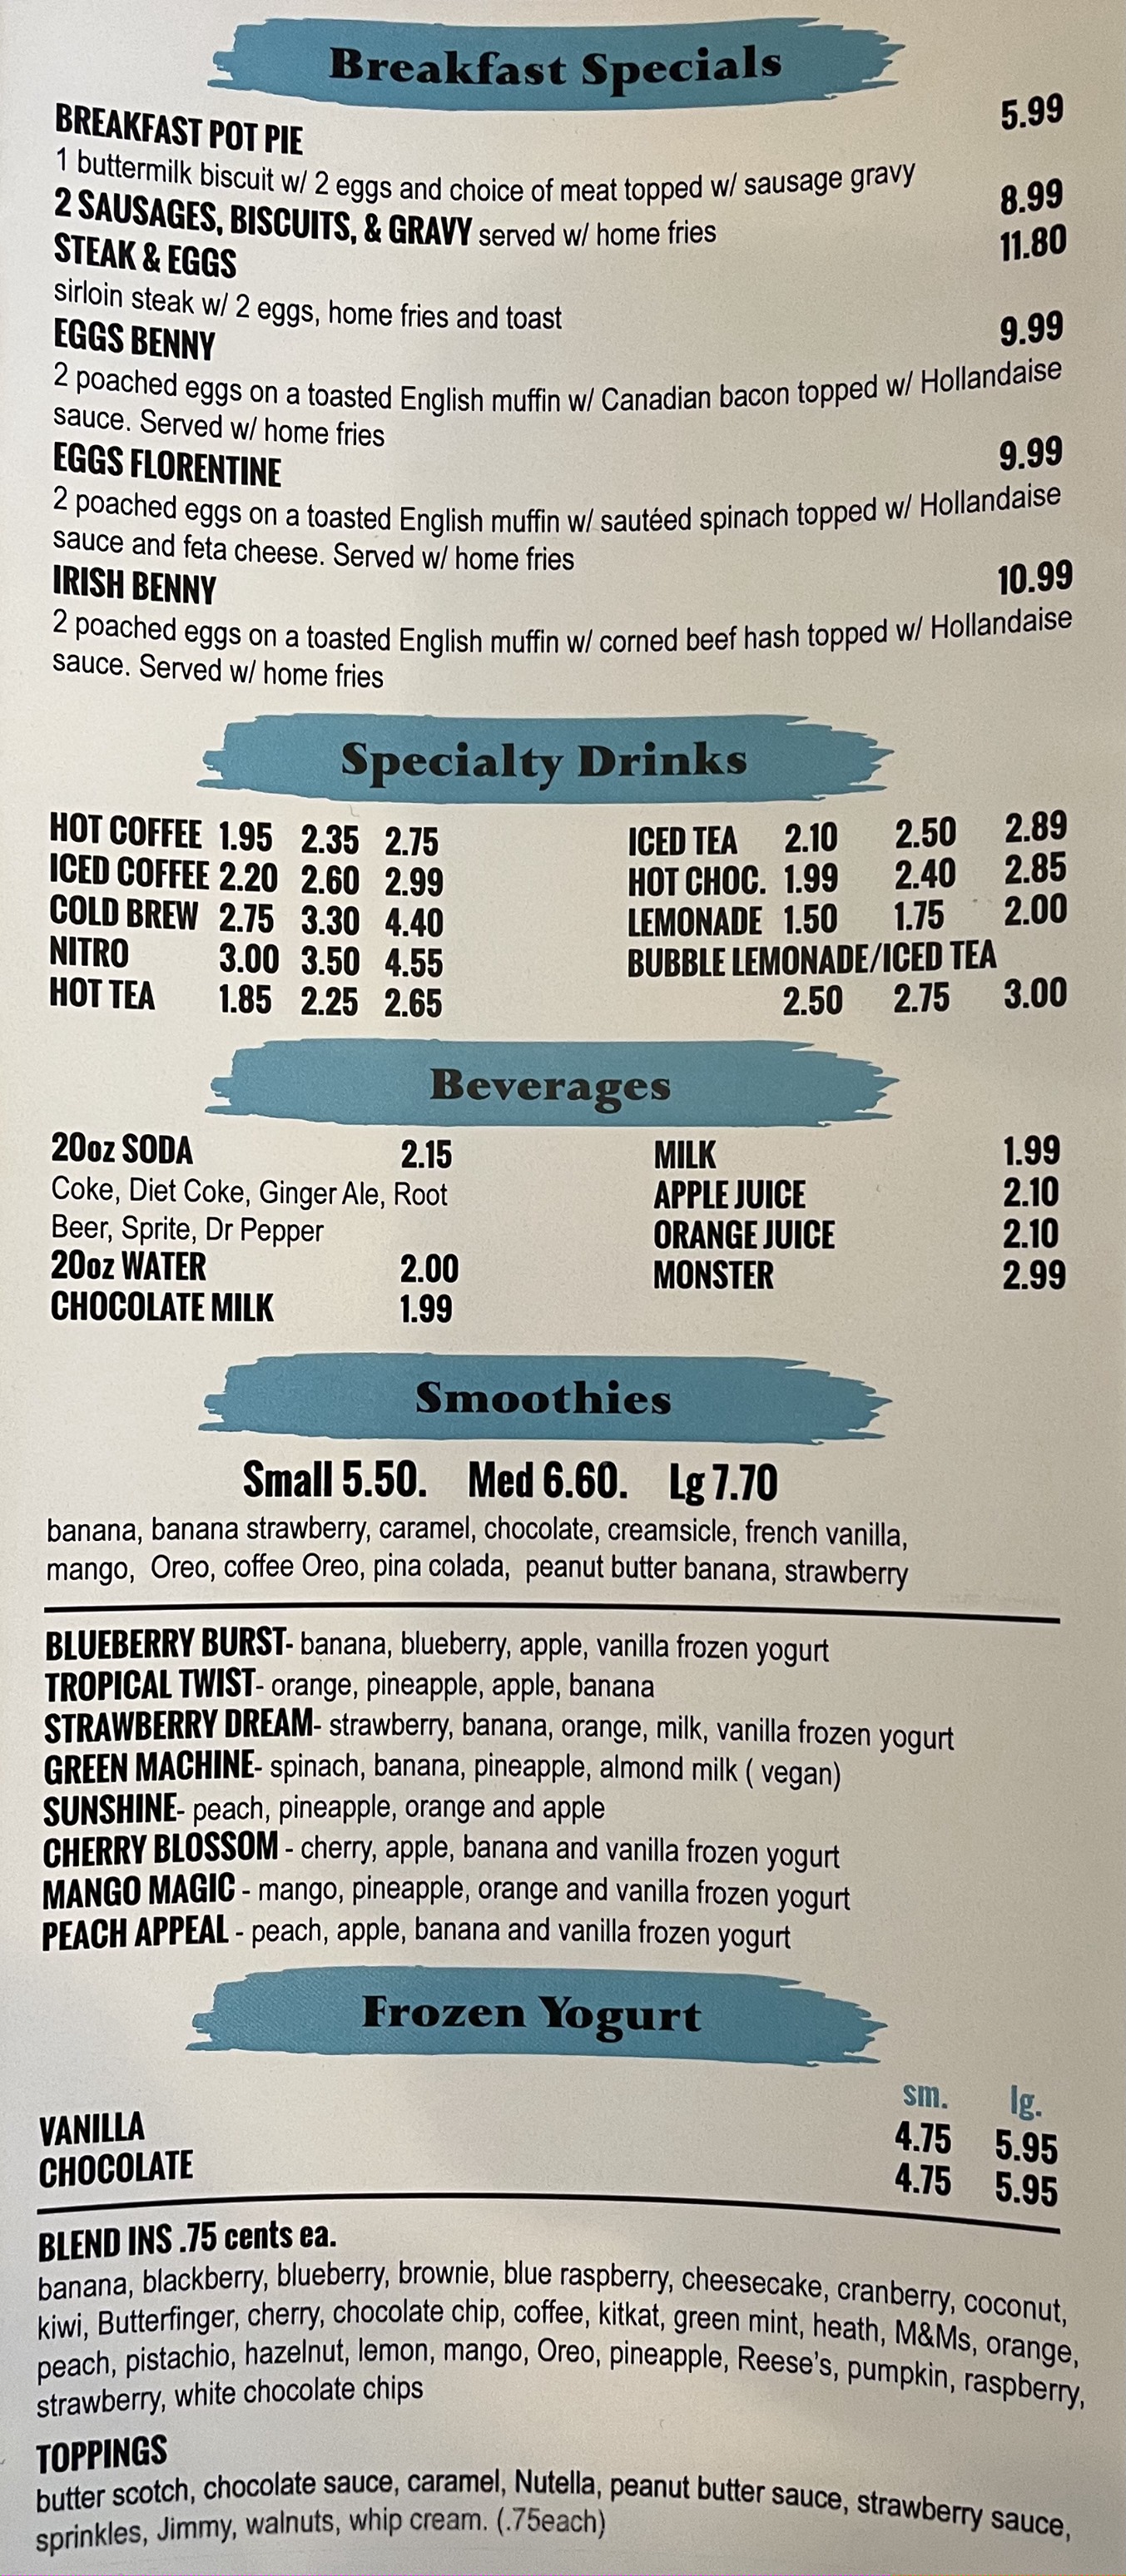 Breakfast Specials
BREAKFAST POT PIE 5.99
1 buttermilk biscuit w/ 2 eggs and choice of meat topped w/ sausage gravy
2 SAUSAGES, BISCUITS, & GRAVY served w/ home fries 8.99
STEAK & EGGS 11.80
sirloin steak w/ 2 eggs, home fries and toast
EGGS BENNY 9.99
2 poached eggs on a toasted English muffin w/ Canadian bacon topped w/ Hollandaise
sauce. Served w/ home fries
EGGS FLORENTINE 9.99
2 poached eggs on a toasted English muffin w/ sautéed spinach topped w/ Hollandaise
sauce and feta cheese. Served w/ home fries
IRISH BENNY 10.99
2 poached eggs on a toasted English muffin w/ corned beef hash topped w/ Hollandaise
sauce. Served w/ home fries
Specialty Drinks
HOT COFFEE 1.95 2.35 2.75
ICED COFFEE 2.20 2.60 2.99
COLD BREW 2.75 3.30 4.40
NITRO 3.00 3.50 4.55
HOT TEA 1.85 2.25 2.65
ICED TEA 2.10 2.50 2.89
HOT CHOC. 1.99 2.40 2.85
LEMONADE 1.50 1.75 2.00
BUBBLE LEMONADE/ICED TEA
2.50 2.75 3.00
Beverages
20oz SODA 2.15
Coke, Diet Coke, Ginger Ale, Root
Beer, Sprite, Dr Pepper
20oz WATER 2.00
CHOCOLATE MILK 1.99
MILK 1.99
APPLE JUICE 2.10
ORANGE JUICE 2.10
MONSTER 2.99
Smoothies
Small 5.50. Med 6.60. Lg 7.70
banana, banana strawberry, caramel, chocolate, creamsicle, french vanilla,
mango, Oreo, coffee Oreo, pina colada, peanut butter banana, strawberry
BLUEBERRY BURST- banana, blueberry, apple, vanilla frozen yogurt
TROPICAL TWIST- orange, pineapple, apple, banana
STRAWBERRY DREAM- strawberry, banana, orange, milk, vanilla frozen yogurt
GREEN MACHINE- spinach, banana, pineapple, almond milk ( vegan)
SUNSHINE- peach, pineapple, orange and apple
CHERRY BLOSSOM - cherry, apple, banana and vanilla frozen yogurt
MANGO MAGIC - mango, pineapple, orange and vanilla frozen yogurt
PEACH APPEAL - peach, apple, banana and vanilla frozen yogurt
Frozen Yogurt
sm. lg.
VANILLA 4.75 5.95
CHOCOLATE 4.75 5.95
BLEND INS .75 cents ea.
banana, blackberry, blueberry, brownie, blue raspberry, cheesecake, cranberry, coconut,
kiwi, Butterfinger, cherry, chocolate chip, coffee, kitkat, green mint, heath, M&Ms, orange,
peach, pistachio, hazelnut, lemon, mango, Oreo, pineapple, Reese's, pumpkin, raspberry,
strawberry, white chocolate chips
TOPPINGS
butter scotch, chocolate sauce, caramel, Nutella, peanut butter sauce, strawberry sauce,
sprinkles, Jimmy, walnuts, whip cream. (.75each)